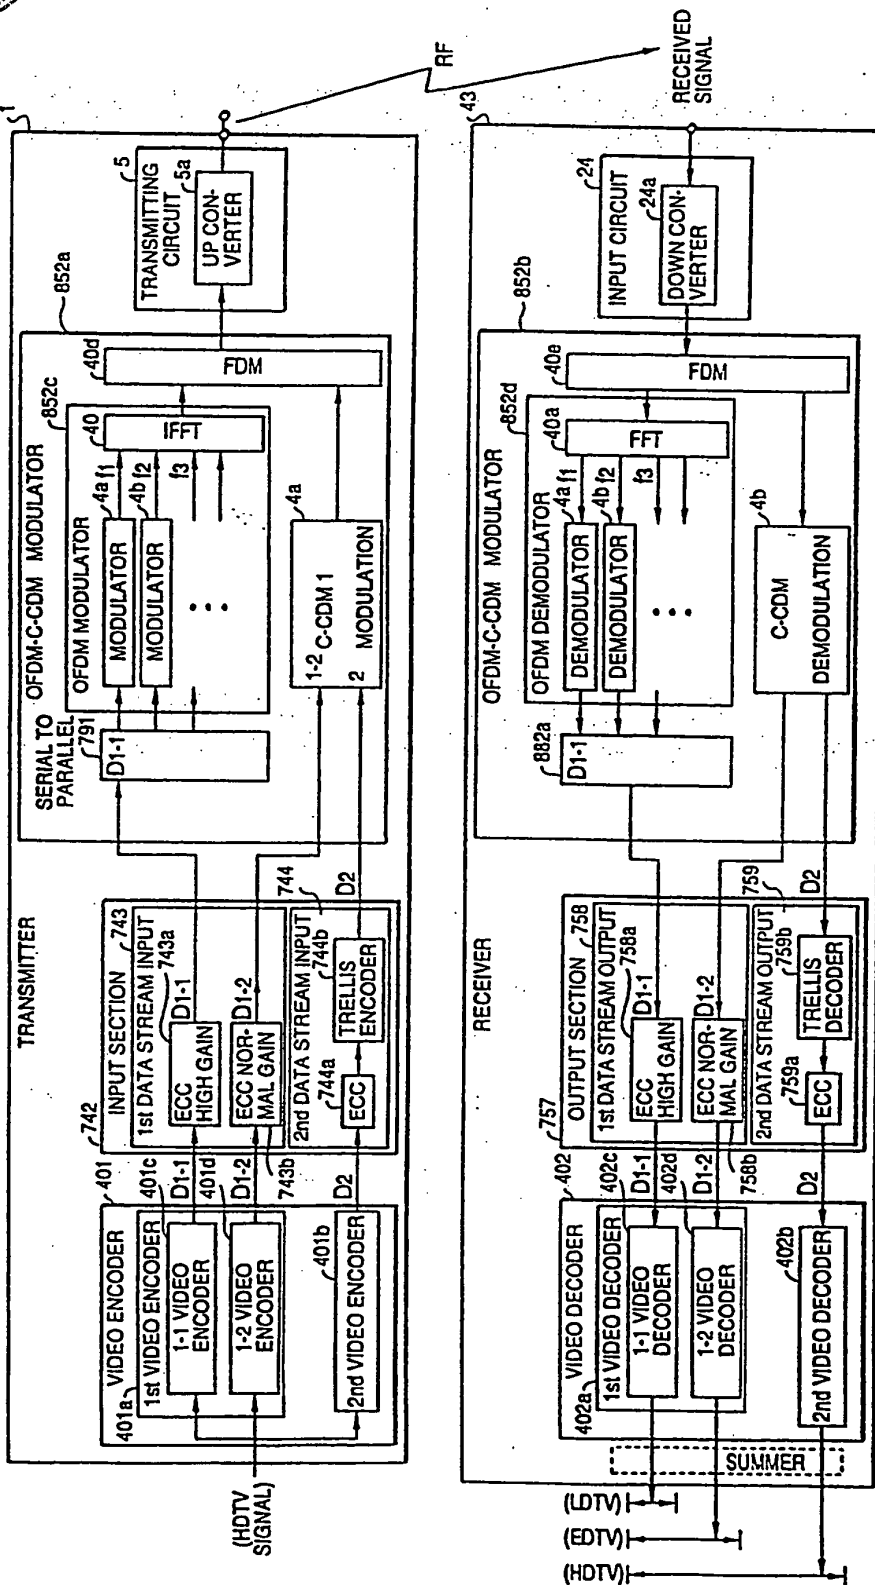 TRANSMITTER
1
(HDTV
SIGNAL)
VIDEO ENCODER
401
1st VIDEO ENCODER
401a
401c
1-1 VIDEO
ENCODER
401d
1-2 VIDEO
ENCODER
401b
2nd VIDEO ENCODER
D1-1
D1-2
D2
742
INPUT SECTION
743
1st DATA STREAM INPUT
743a
ECC
HIGH GAIN
D1-1
ECC NOR-
MAL GAIN
D1-2
743b
2nd DATA STREAM INPUT
744
744a
ECC
744b
TRELLIS
ENCODER
D2
SERIAL TO
PARALLEL
791
D1-1
OFDM-C-CDM MODULATOR
852a
OFDM MODULATOR
852c
MODULATOR
4a
f1
MODULATOR
4b
f2
f3
40
IFFT
1-2
2
C-CDM 1
MODULATION
4a
40d
FDM
TRANSMITTING
CIRCUIT
5
UP CON-
VERTER
5a
RF
RECEIVED
SIGNAL
RECEIVER
43
INPUT CIRCUIT
24
DOWN CON-
VERTER
24a
OFDM-C-CDM MODULATOR
852b
40e
FDM
OFDM DEMODULATOR
852d
40a
FFT
DEMODULATOR
4a
f1
DEMODULATOR
4b
f2
f3
C-CDM
DEMODULATION
4b
882a
D1-1
757
OUTPUT SECTION
758
1st DATA STREAM OUTPUT
758a
ECC
HIGH GAIN
D1-1
ECC NOR-
MAL GAIN
D1-2
758b
2nd DATA STREAM OUTPUT
759
759a
ECC
759b
TRELLIS
DECODER
D2
D1-1
D1-2
D2
VIDEO DECODER
402
1st VIDEO DECODER
402a
402c
1-1 VIDEO
DECODER
402d
1-2 VIDEO
DECODER
402b
2nd VIDEO DECODER
SUMMER
(LDTV)
(EDTV)
(HDTV)